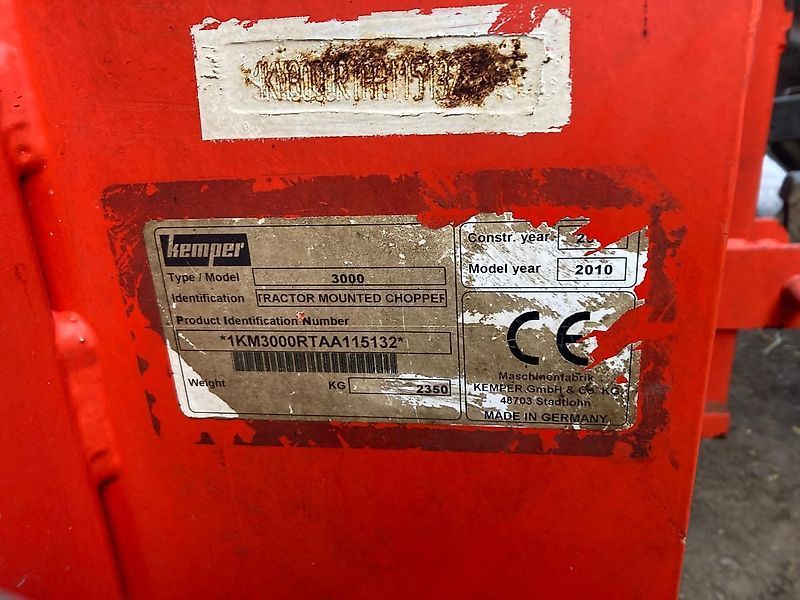 kemper
Type / Model 3000
Identification TRACTOR MOUNTED CHOPPER
Product Identification Number
*1KM3000RTAA115132*
Weight KG 2350
Constr. year
Model year 2010
CE
Maschinenfabrik
KEMPER GmbH & Co. KG
48703 Stadtlohn
MADE IN GERMANY